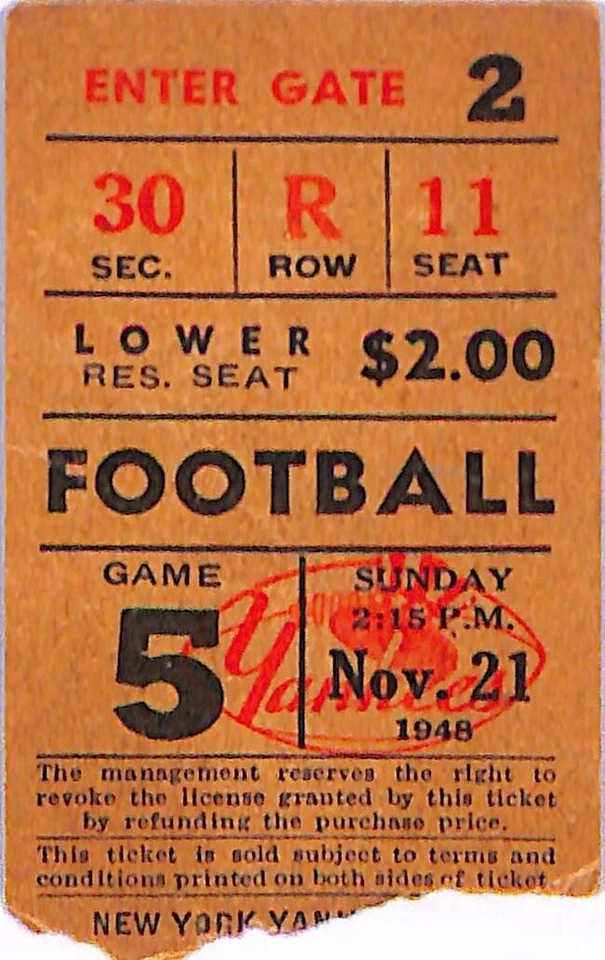 ENTER GATE 2
30 R 11
SEC. ROW SEAT
LOWER $2.00
RES. SEAT
FOOTBALL
GAME
5
Yankees
SUNDAY
2:15 P.M.
Nov. 21
1948
The management reserves the right to
revoke the license granted by this ticket
by refunding the purchase price.
This ticket is sold subject to terms and
conditions printed on both sides of ticket.
NEW YORK